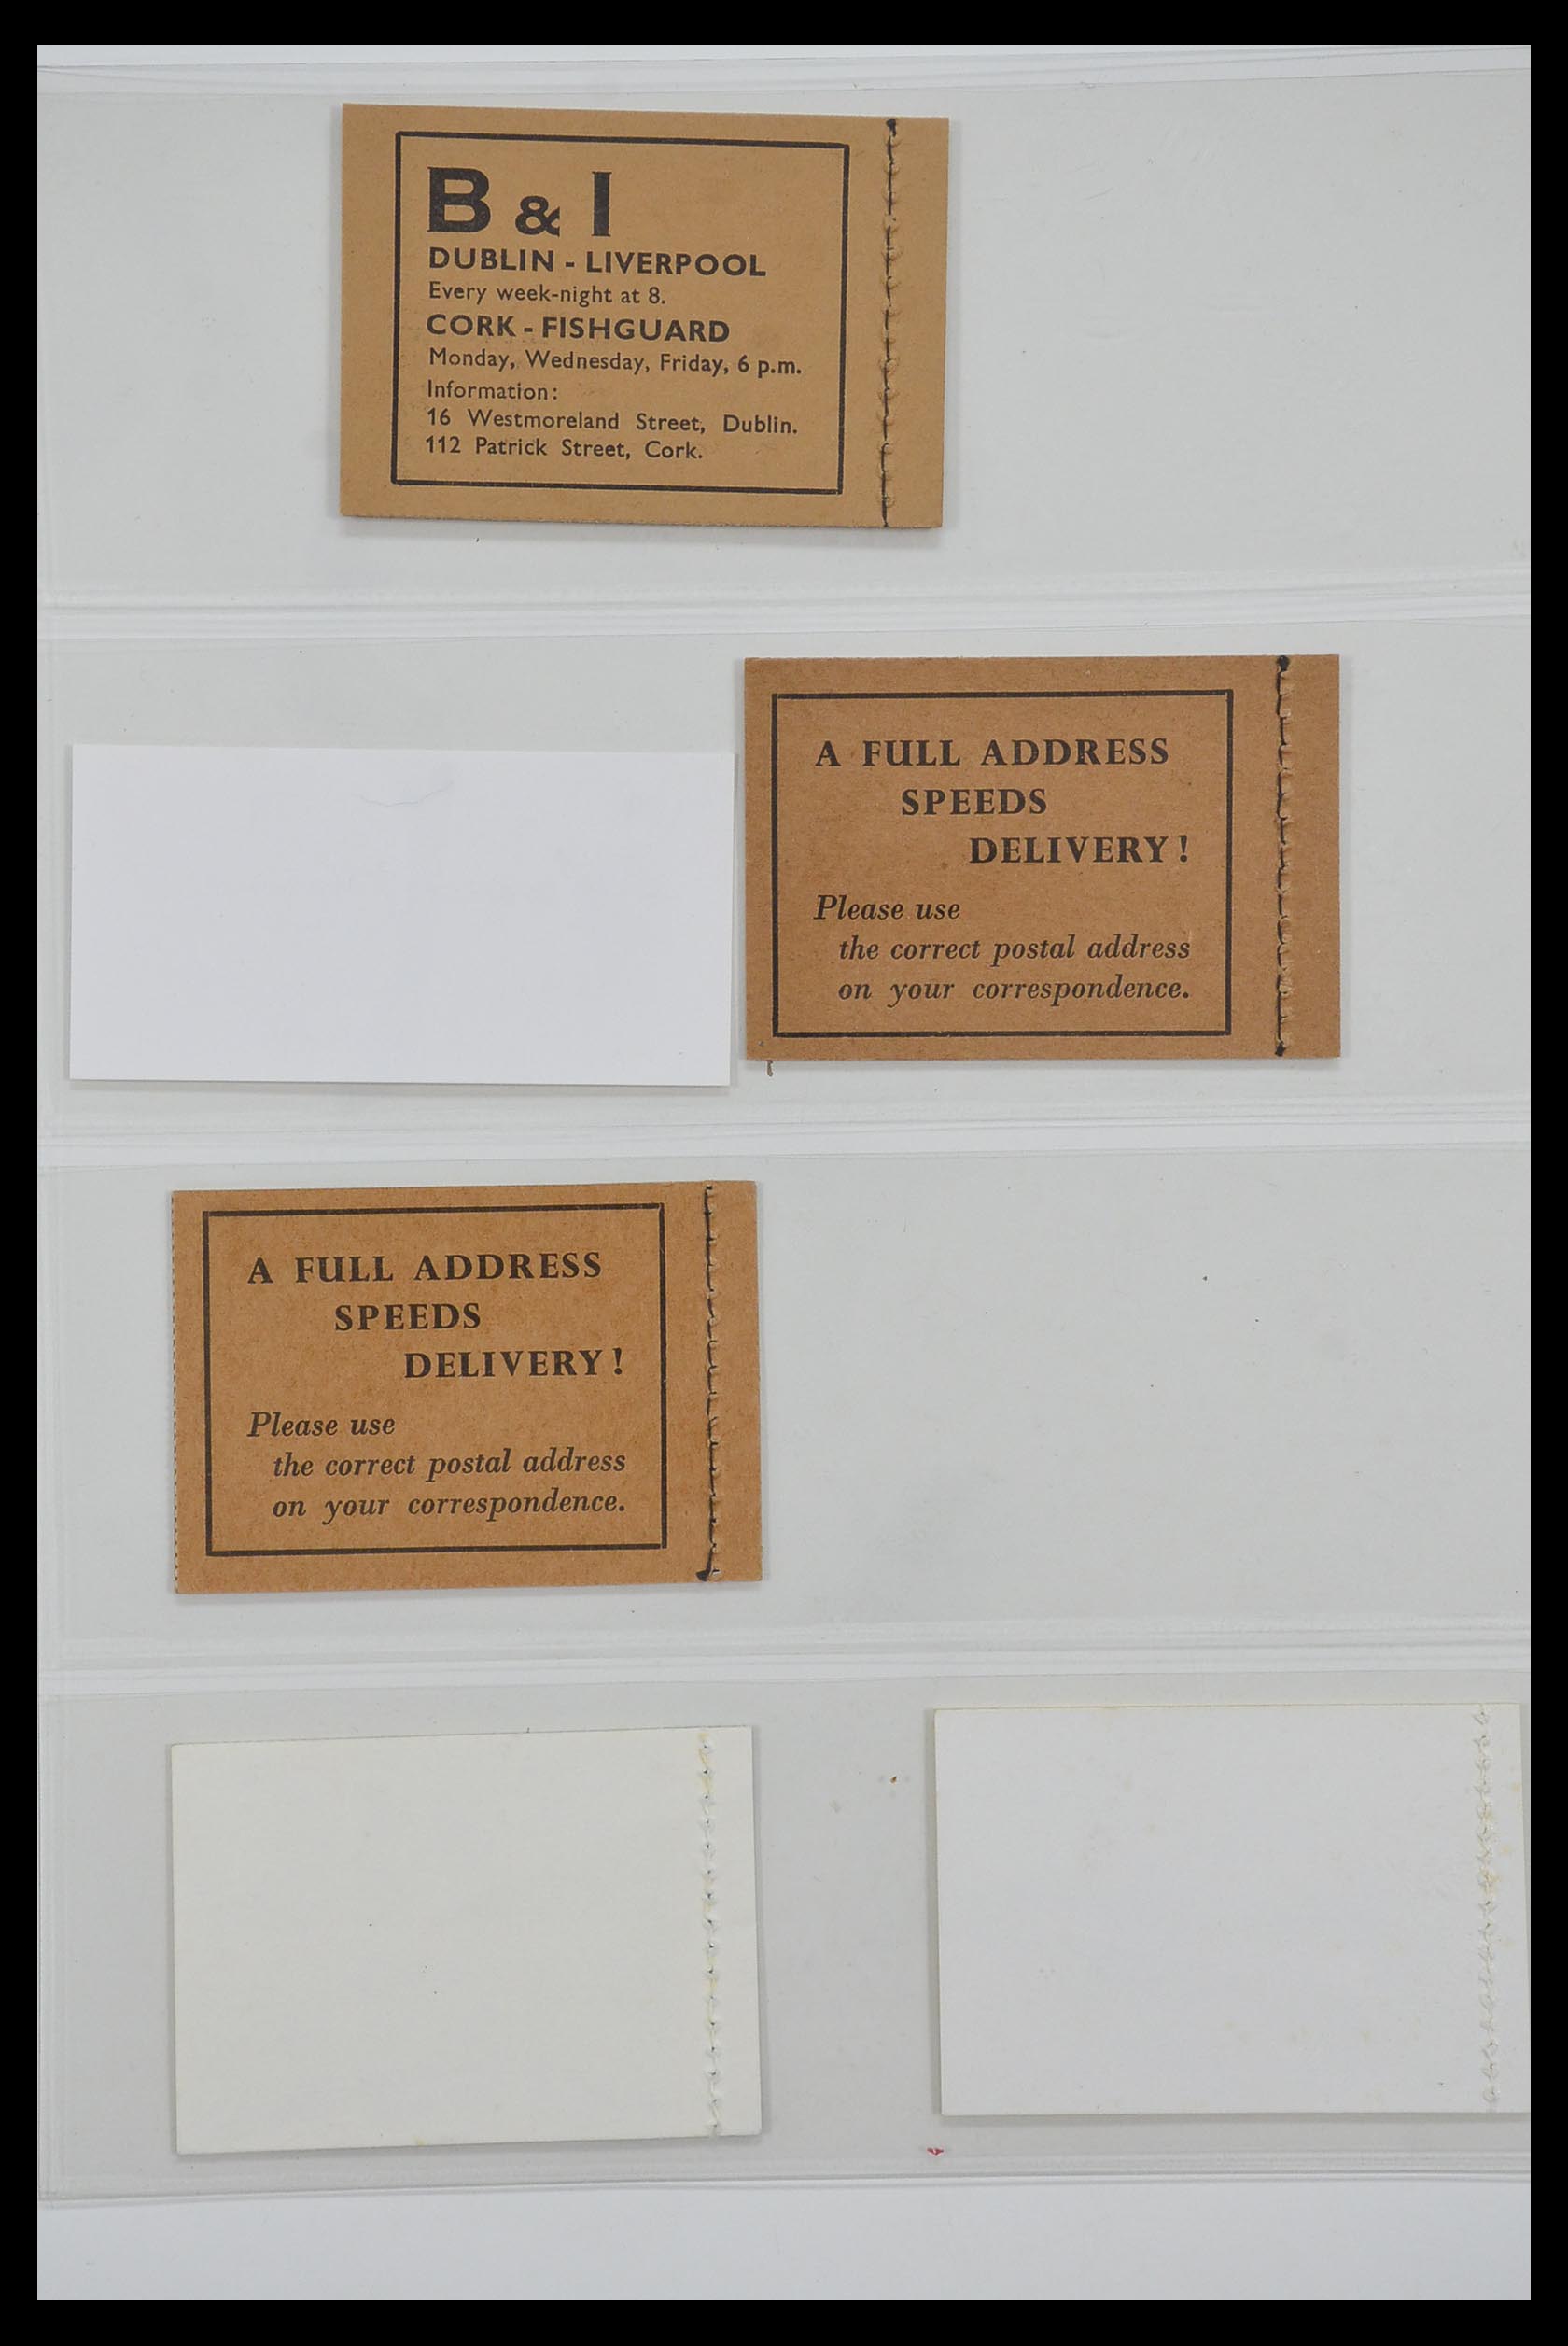 B & I
DUBLIN - LIVERPOOL
Every week-night at 8.
CORK - FISHGUARD
Monday, Wednesday, Friday, 6 p.m.
Information:
16 Westmoreland Street, Dublin.
112 Patrick Street, Cork.
A FULL ADDRESS
SPEEDS
DELIVERY!
Please use
the correct postal address
on your correspondence.
A FULL ADDRESS
SPEEDS
DELIVERY!
Please use
the correct postal address
on your correspondence.